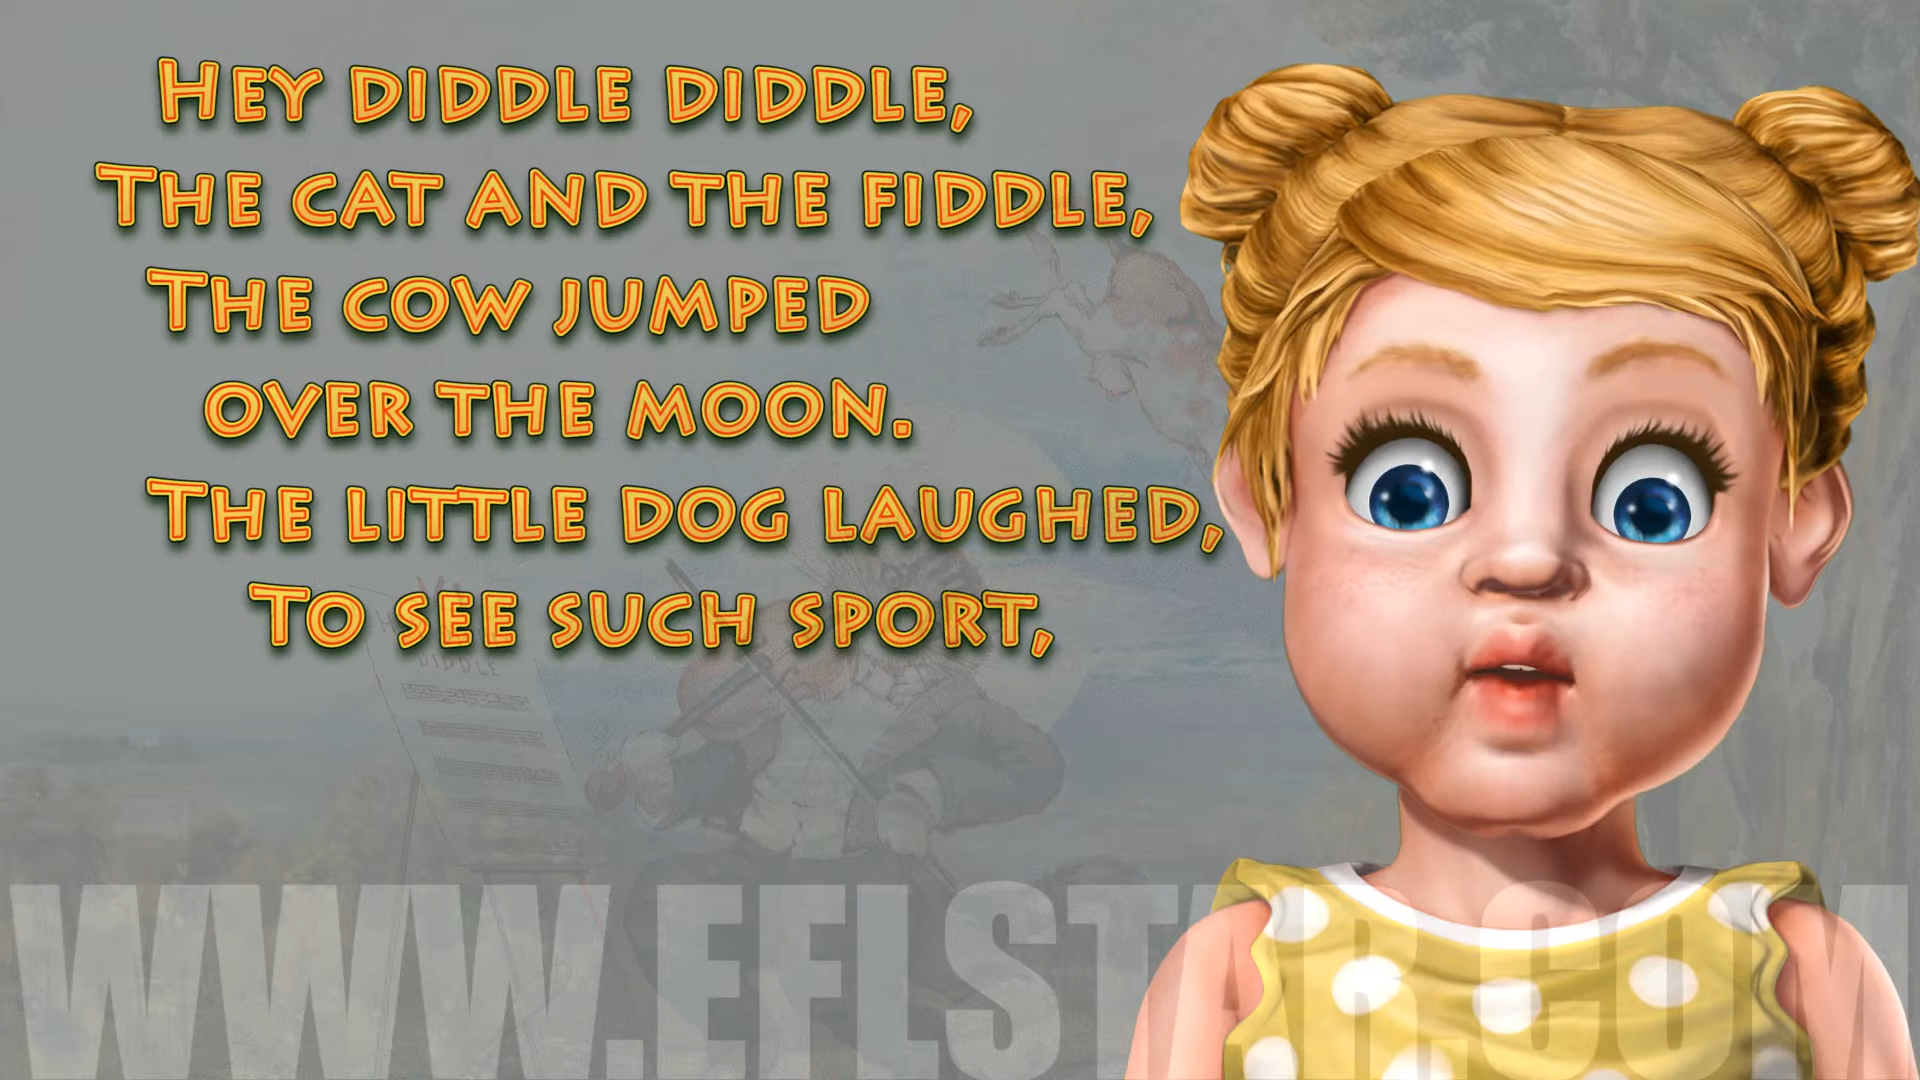 Hey diddle diddle,
The cat and the fiddle,
The cow jumped
over the moon.
The little dog laughed,
To see such sport,
DIDDLE
WWW.EFLSTAR.COM